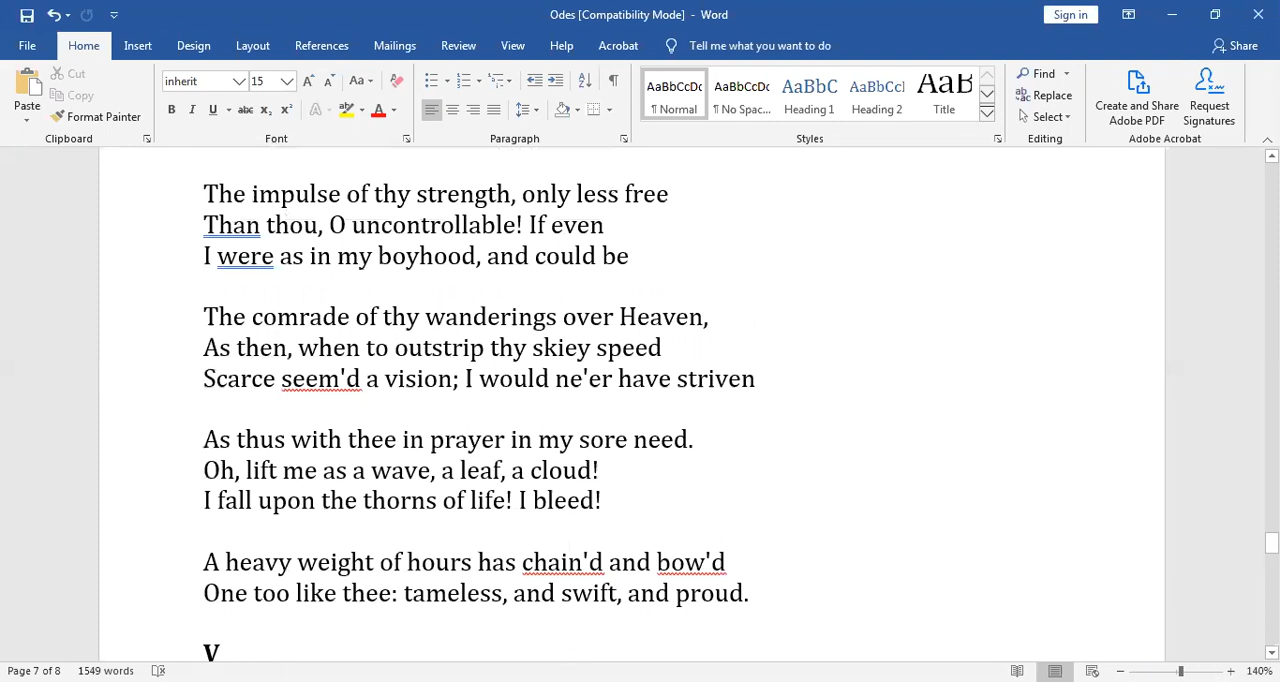 Odes [Compatibility Mode] - Word
Sign in
File Home Insert Design Layout References Mailings Review View Help Acrobat Tell me what you want to do Share
Paste
Cut
Copy
Format Painter
Clipboard
inherit 15 Aa
B I U abc x₂ x² A ab A
Font
Paragraph
AaBbCcDc AaBbCcDc AaBbC AaBbCcI AaB
¶ Normal ¶ No Spac... Heading 1 Heading 2 Title
Styles
Find
Replace
Select
Editing
Create and Share
Adobe PDF
Request
Signatures
Adobe Acrobat
The impulse of thy strength, only less free
Than thou, O uncontrollable! If even
I were as in my boyhood, and could be
The comrade of thy wanderings over Heaven,
As then, when to outstrip thy skiey speed
Scarce seem'd a vision; I would ne'er have striven
As thus with thee in prayer in my sore need.
Oh, lift me as a wave, a leaf, a cloud!
I fall upon the thorns of life! I bleed!
A heavy weight of hours has chain'd and bow'd
One too like thee: tameless, and swift, and proud.
V
Page 7 of 8 1549 words 140%